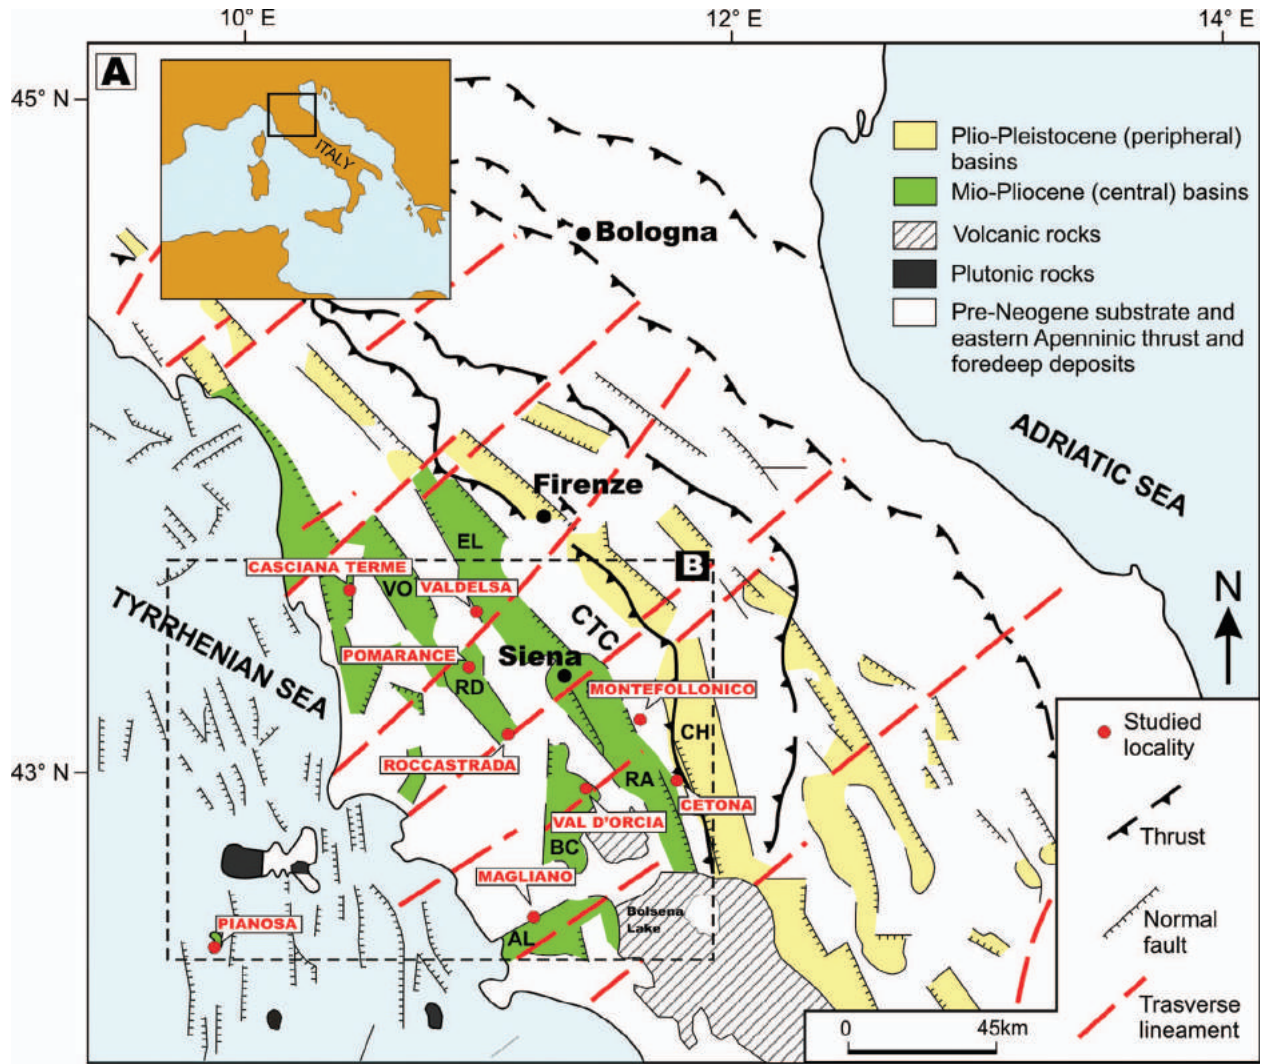 10° E
12° E
14° E
45° N
A
ITALY
Bologna
Plio-Pleistocene (peripheral)
basins
Mio-Pliocene (central) basins
Volcanic rocks
Plutonic rocks
Pre-Neogene substrate and
eastern Apenninic thrust and
foredeep deposits
ADRIATIC SEA
Firenze
EL
B
CASCIANA TERME
VO
VALDELSA
CTC
N
TYRRHENIAN SEA
POMARANCE
Siena
RD
MONTEFOLLONICO
CH
Studied
locality
43° N
ROCCASTRADA
RA
CETONA
VAL D'ORCIA
Thrust
BC
MAGLIANO
PIANOSA
Bolsena
Lake
AL
Normal
fault
Trasverse
lineament
0
45km